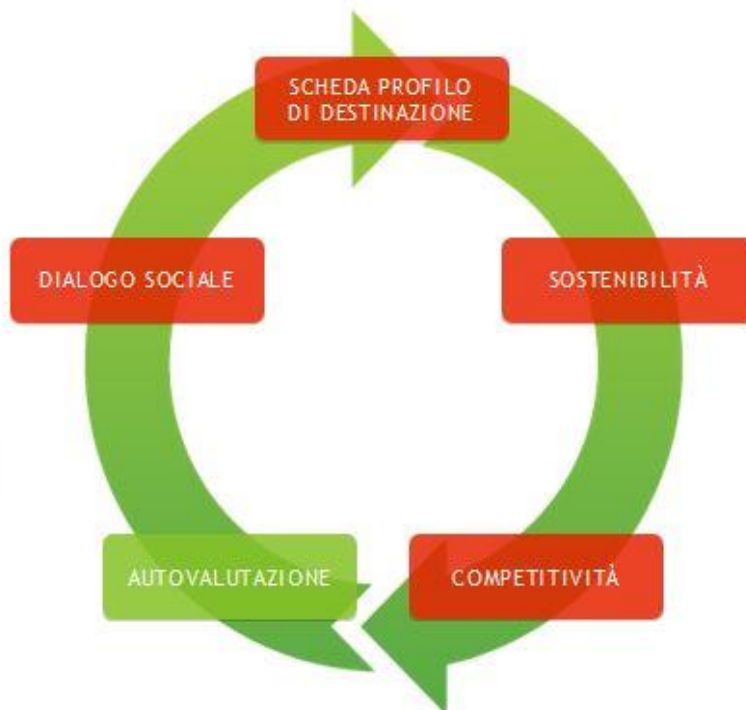 SCHEDA PROFILO
DI DESTINAZIONE
DIALOGO SOCIALE
SOSTENIBILITÀ
AUTOVALUTAZIONE
COMPETITIVITÀ